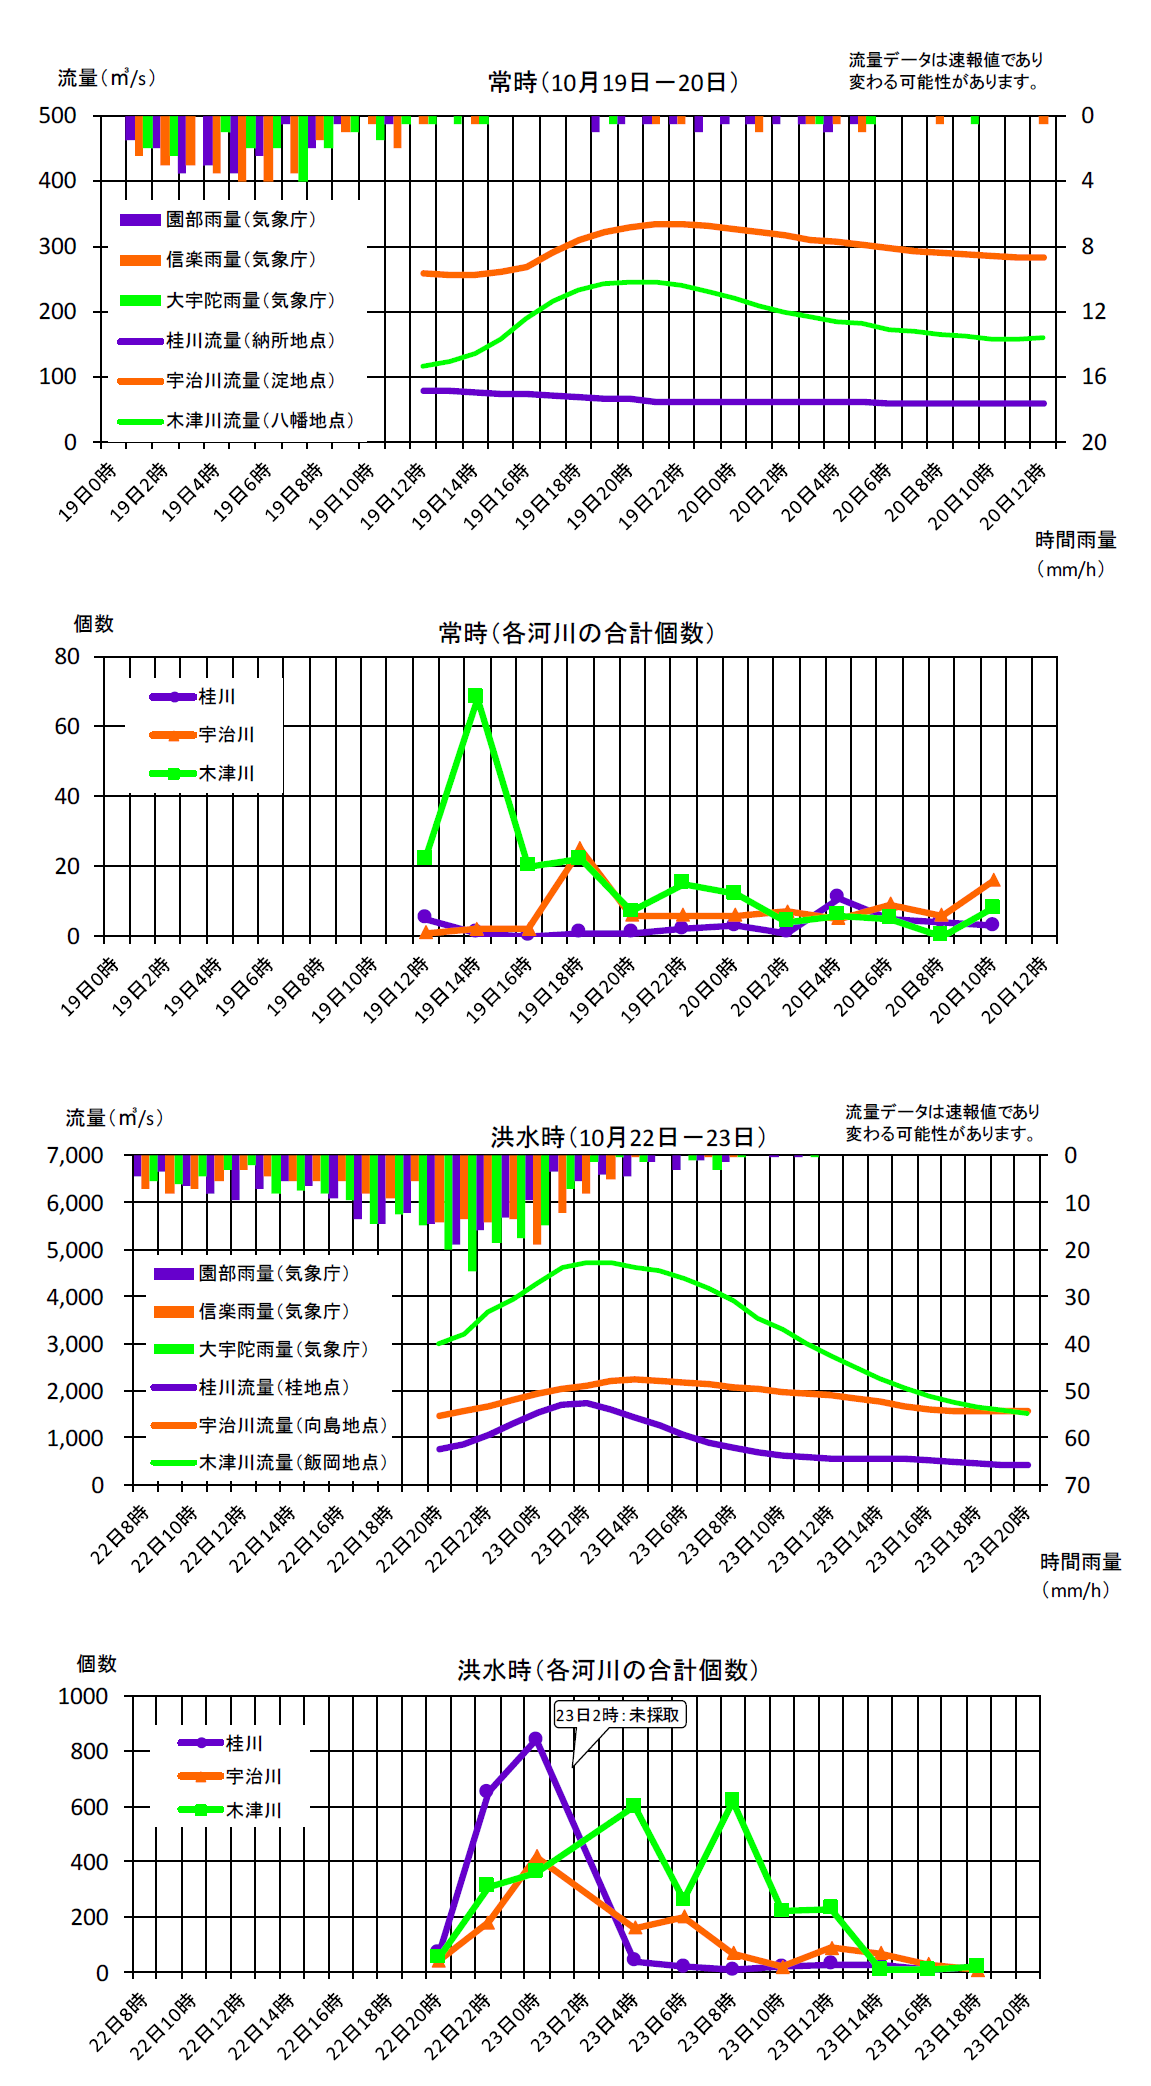 流量(㎥/s)
常時(10月19日－20日)
流量データは速報値であり
変わる可能性があります。
500
400
300
200
100
0
0
4
8
12
16
20
園部雨量(気象庁)
信楽雨量(気象庁)
大宇陀雨量(気象庁)
桂川流量(納所地点)
宇治川流量(淀地点)
木津川流量(八幡地点)
19日0時
19日2時
19日4時
19日6時
19日8時
19日10時
19日12時
19日14時
19日16時
19日18時
19日20時
19日22時
20日0時
20日2時
20日4時
20日6時
20日8時
20日10時
20日12時
時間雨量
(mm/h)
個数
常時(各河川の合計個数)
80
60
40
20
0
桂川
宇治川
木津川
19日0時
19日2時
19日4時
19日6時
19日8時
19日10時
19日12時
19日14時
19日16時
19日18時
19日20時
19日22時
20日0時
20日2時
20日4時
20日6時
20日8時
20日10時
20日12時
流量(㎥/s)
洪水時(10月22日－23日)
流量データは速報値であり
変わる可能性があります。
7,000
6,000
5,000
4,000
3,000
2,000
1,000
0
0
10
20
30
40
50
60
70
園部雨量(気象庁)
信楽雨量(気象庁)
大宇陀雨量(気象庁)
桂川流量(桂地点)
宇治川流量(向島地点)
木津川流量(飯岡地点)
22日8時
22日10時
22日12時
22日14時
22日16時
22日18時
22日20時
22日22時
23日0時
23日2時
23日4時
23日6時
23日8時
23日10時
23日12時
23日14時
23日16時
23日18時
23日20時
時間雨量
(mm/h)
個数
洪水時(各河川の合計個数)
1000
800
600
400
200
0
桂川
宇治川
木津川
23日2時：未採取
22日8時
22日10時
22日12時
22日14時
22日16時
22日18時
22日20時
22日22時
23日0時
23日2時
23日4時
23日6時
23日8時
23日10時
23日12時
23日14時
23日16時
23日18時
23日20時